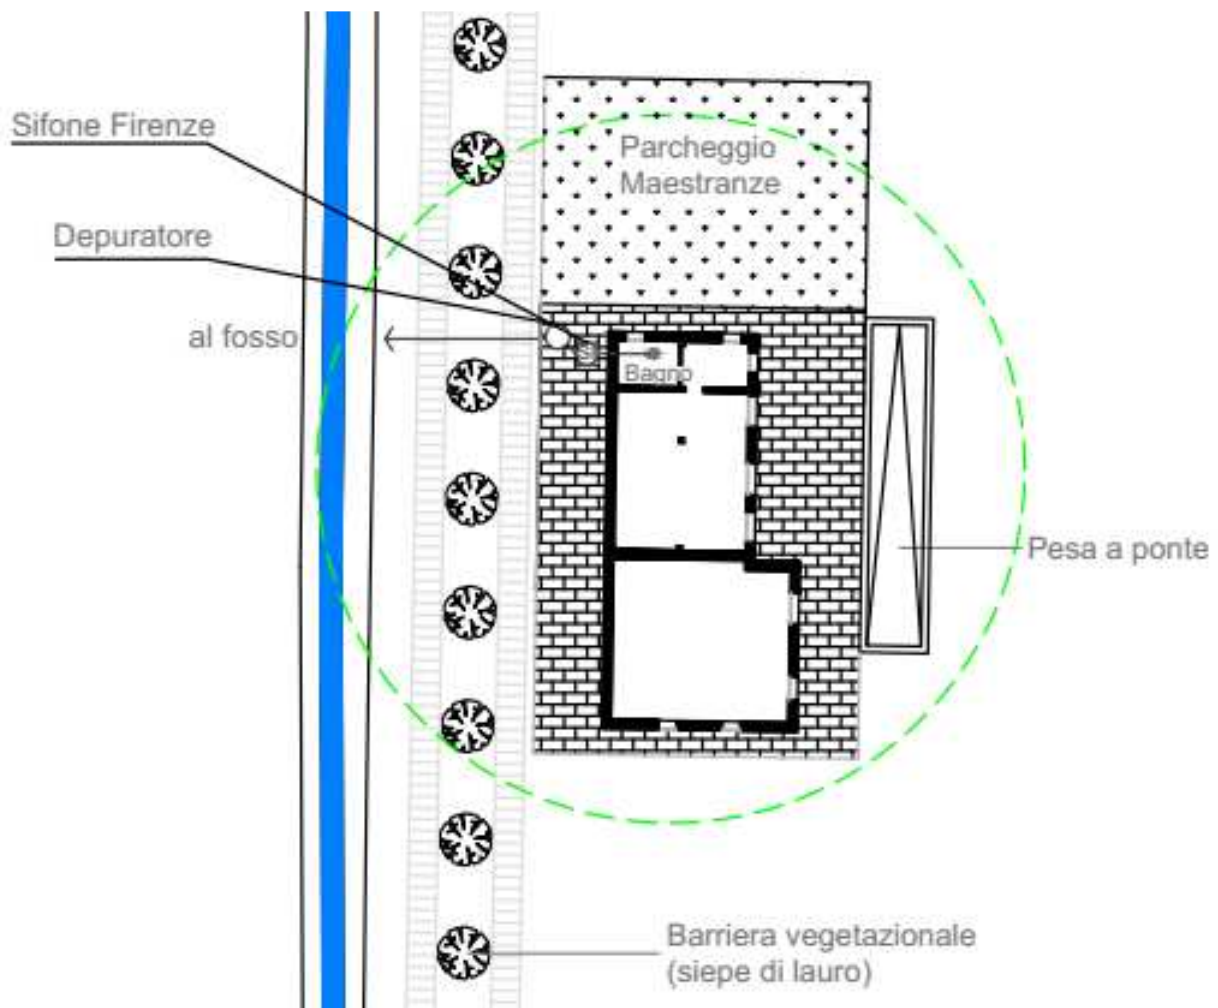 Sifone Firenze
Parcheggio
Maestranze
Depuratore
al fosso
Bagno
Pesa a ponte
Barriera vegetazionale
(siepe di lauro)